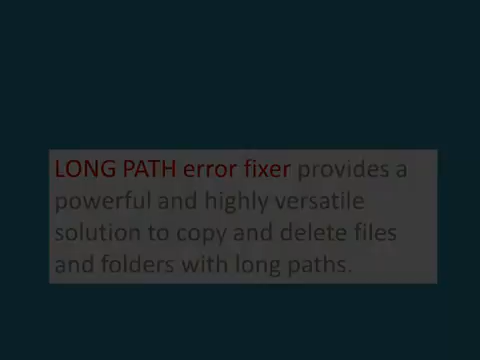 LONG PATH error fixer provides a
powerful and highly versatile
solution to copy and delete files
and folders with long paths.